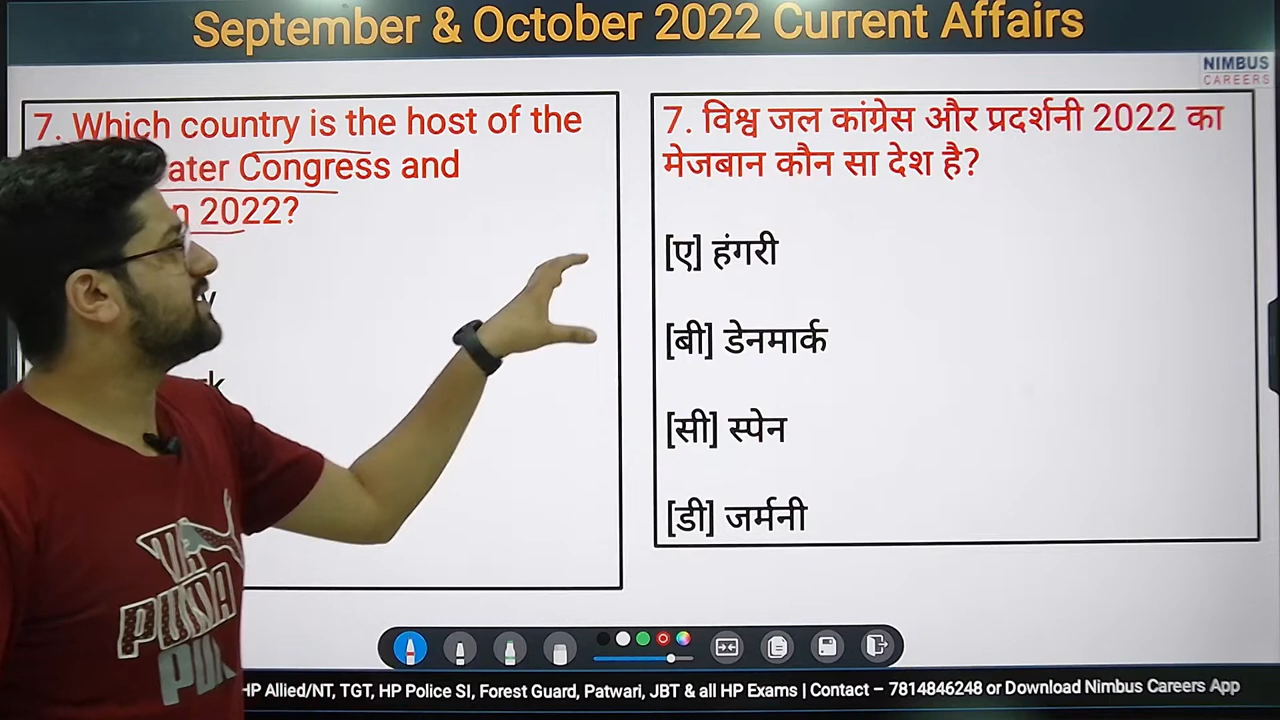 September & October 2022 Current Affairs
NIMBUS
CAREERS
7. Which country is the host of the
Congress and
2022?
7. विश्व जल कांग्रेस और प्रदर्शनी 2022 का
मेजबान कौन सा देश है?
[ए] हंगरी
[बी] डेनमार्क
[सी] स्पेन
[डी] जर्मनी
PUMA
HP Allied/NT, TGT, HP Police SI, Forest Guard, Patwari, JBT & all HP Exams | Contact – 7814846248 or Download Nimbus Careers App